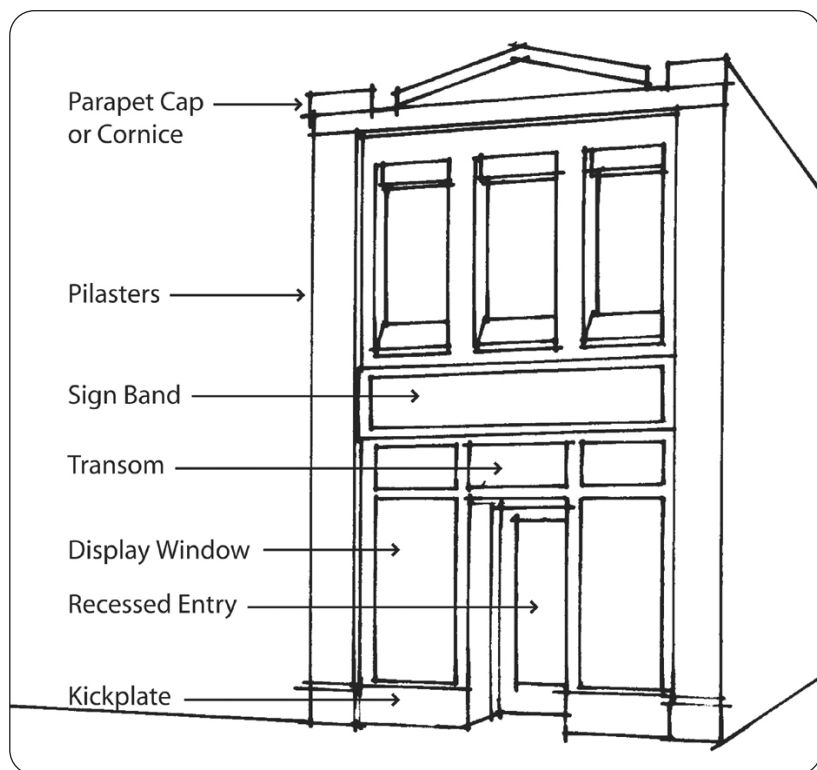 Parapet Cap
or Cornice
Pilasters
Sign Band
Transom
Display Window
Recessed Entry
Kickplate